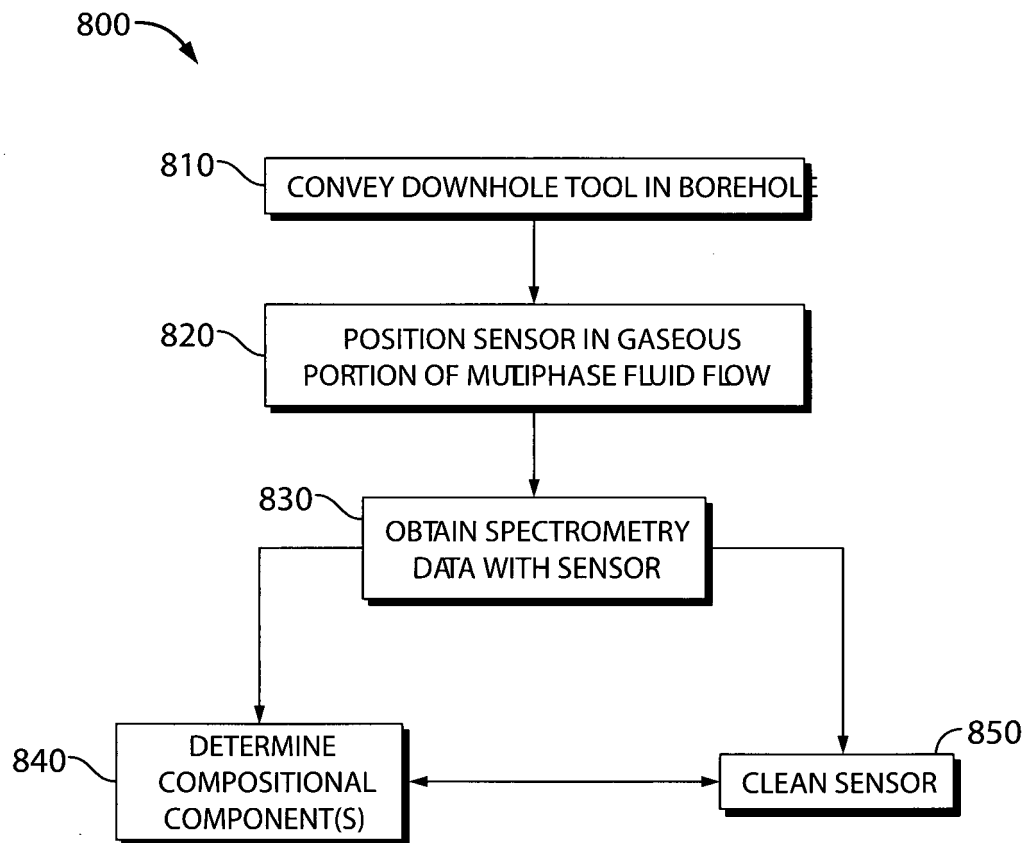 800
810
CONVEY DOWNHOLE TOOL IN BOREHOLE
820
POSITION SENSOR IN GASEOUS
PORTION OF MUTLIPHASE FLUID FLOW
830
OBTAIN SPECTROMETRY
DATA WITH SENSOR
840
DETERMINE
COMPOSITIONAL
COMPONENT(S)
850
CLEAN SENSOR